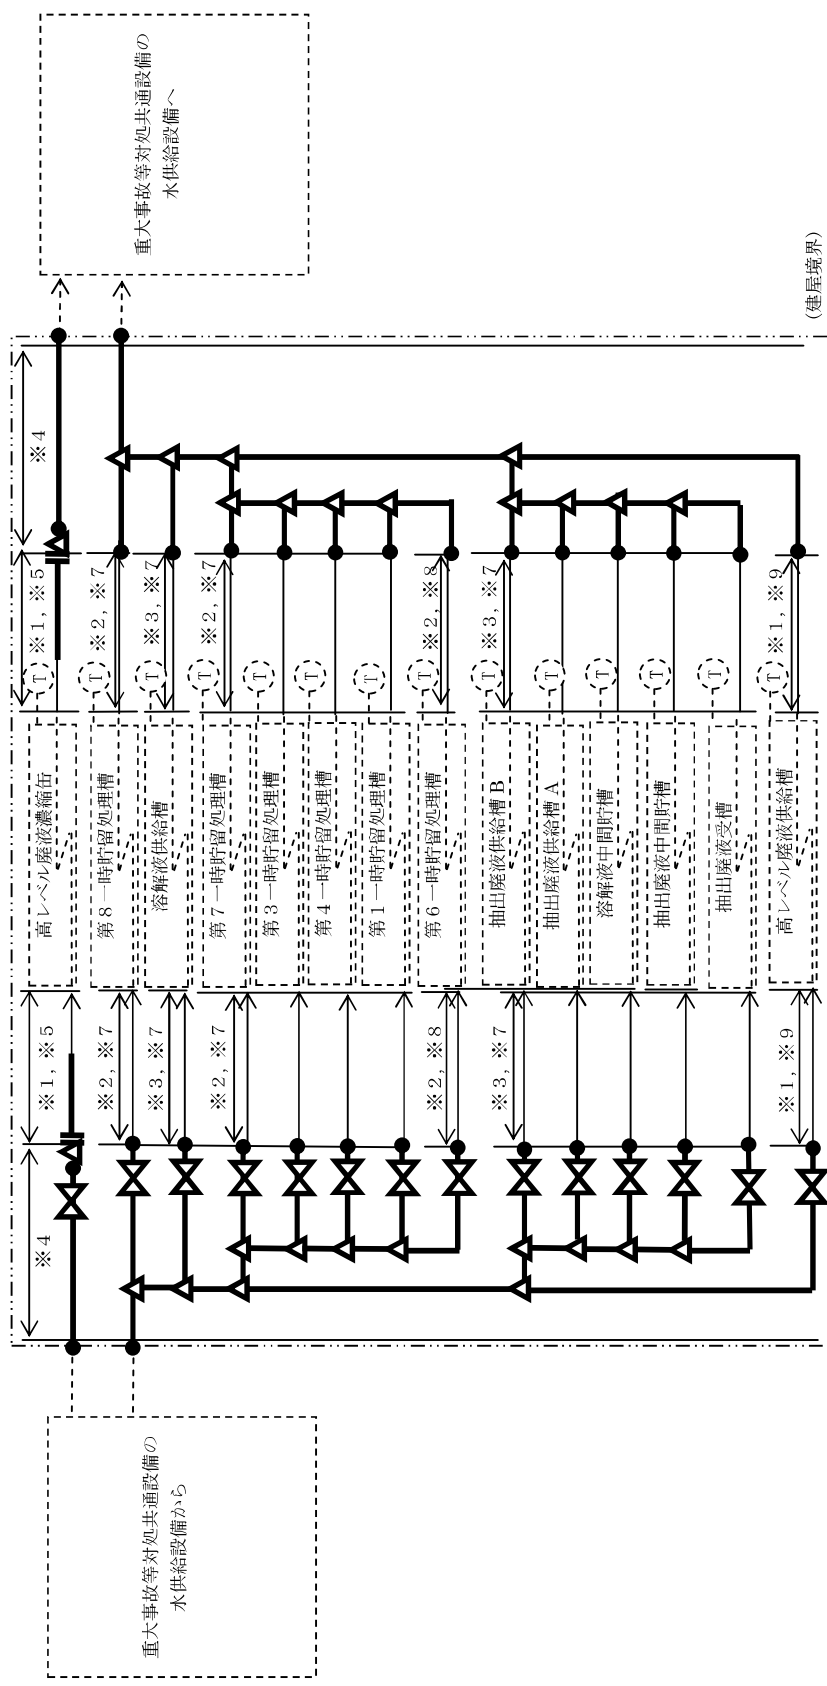 重大事故等対処共通設備の
水供給設備から
重大事故等対処共通設備の
水供給設備へ
※4
※1, ※5
高レベル廃液濃縮缶
T
※1, ※5
※4
※2, ※7
第8一時貯留処理槽
T
※2, ※7
※3, ※7
溶解液供給槽
T
※3, ※7
※2, ※7
第7一時貯留処理槽
T
※2, ※7
第3一時貯留処理槽
T
第4一時貯留処理槽
T
第1一時貯留処理槽
T
※2, ※8
第6一時貯留処理槽
T
※2, ※8
※3, ※7
抽出廃液供給槽B
T
※3, ※7
抽出廃液供給槽A
T
溶解液中間貯槽
T
抽出廃液中間貯槽
T
抽出廃液受槽
T
※1, ※9
高レベル廃液供給槽
T
※1, ※9
(建屋境界)